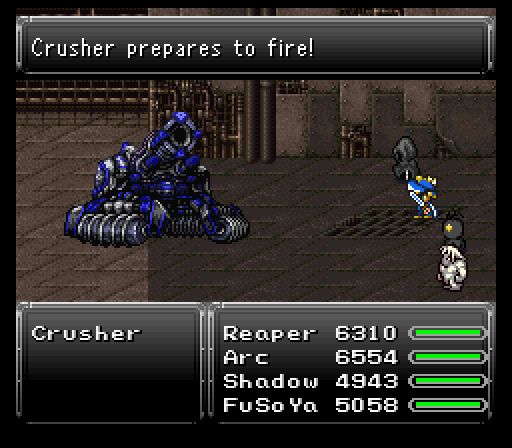 Crusher prepares to fire!
Crusher
Reaper 6310
Arc 6554
Shadow 4943
FuSoYa 5058